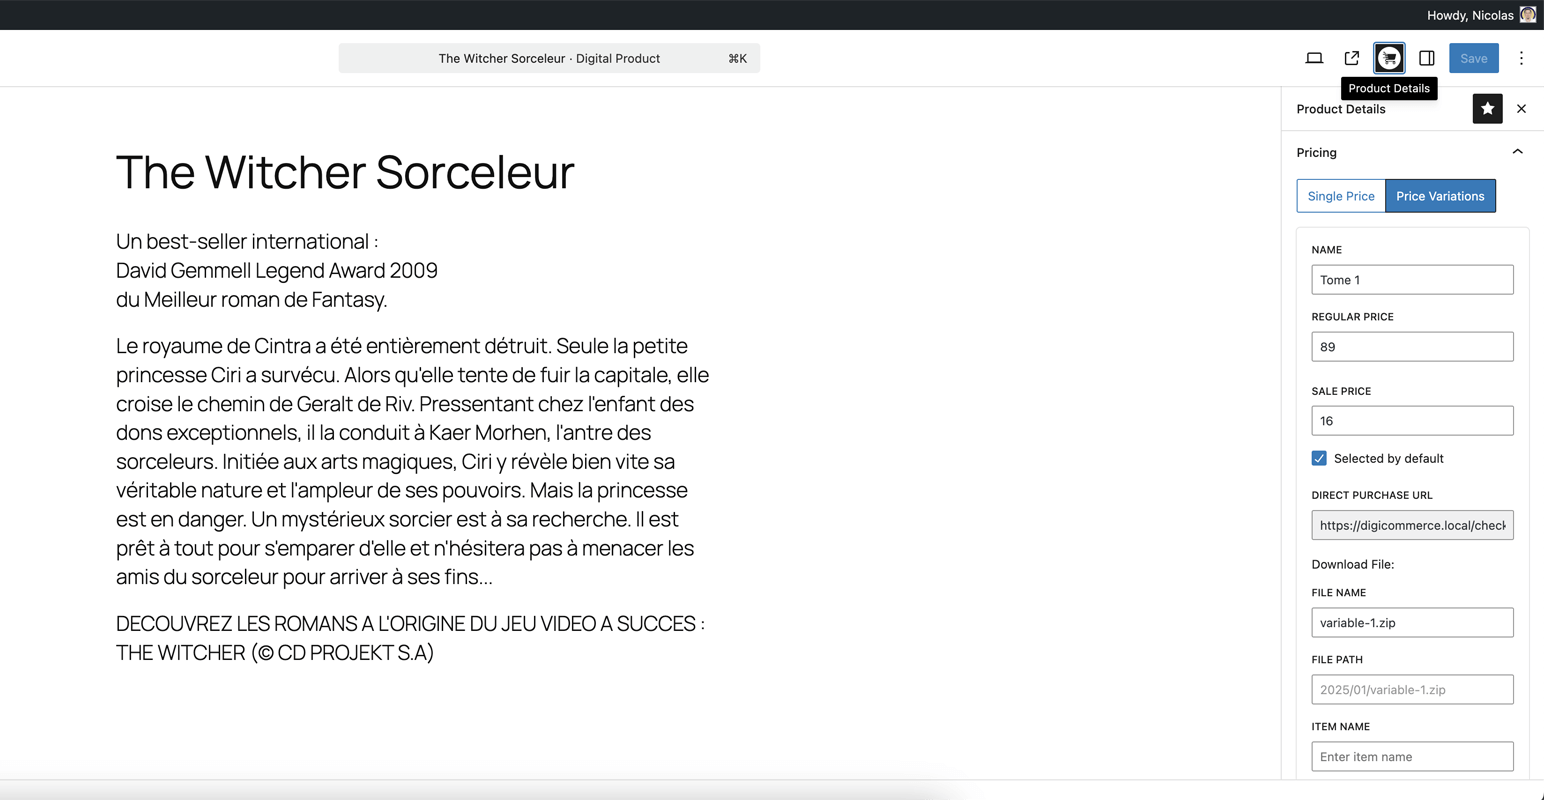 Howdy, Nicolas
The Witcher Sorceleur · Digital Product ⌘K
Save
Product Details
Product Details
Pricing
Single Price Price Variations
The Witcher Sorceleur
Un best-seller international :
David Gemmell Legend Award 2009
du Meilleur roman de Fantasy.
Le royaume de Cintra a été entièrement détruit. Seule la petite
princesse Ciri a survécu. Alors qu'elle tente de fuir la capitale, elle
croise le chemin de Geralt de Riv. Pressentant chez l'enfant des
dons exceptionnels, il la conduit à Kaer Morhen, l'antre des
sorceleurs. Initiée aux arts magiques, Ciri y révèle bien vite sa
véritable nature et l'ampleur de ses pouvoirs. Mais la princesse
est en danger. Un mystérieux sorcier est à sa recherche. Il est
prêt à tout pour s'emparer d'elle et n'hésitera pas à menacer les
amis du sorceleur pour arriver à ses fins...
DECOUVREZ LES ROMANS A L'ORIGINE DU JEU VIDEO A SUCCES :
THE WITCHER (© CD PROJEKT S.A)
NAME
Tome 1
REGULAR PRICE
89
SALE PRICE
16
Selected by default
DIRECT PURCHASE URL
https://digicommerce.local/check
Download File:
FILE NAME
variable-1.zip
FILE PATH
2025/01/variable-1.zip
ITEM NAME
Enter item name